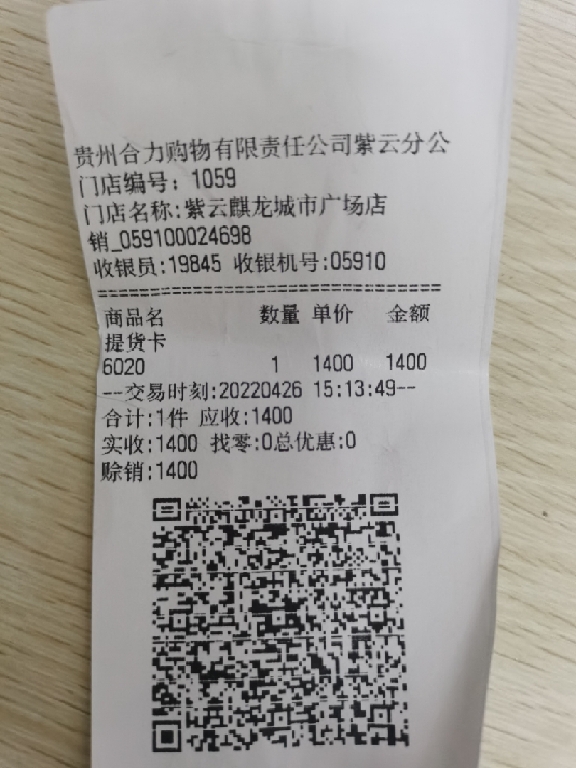 贵州合力购物有限责任公司紫云分公
门店编号: 1059
门店名称:紫云麒龙城市广场店
销_059100024698
收银员:19845 收银机号:05910
================================
商品名 数量 单价 金额
提货卡
6020 1 1400 1400
--交易时刻:20220426 15:13:49--
合计:1件 应收:1400
实收:1400 找零:0总优惠:0
赊销:1400